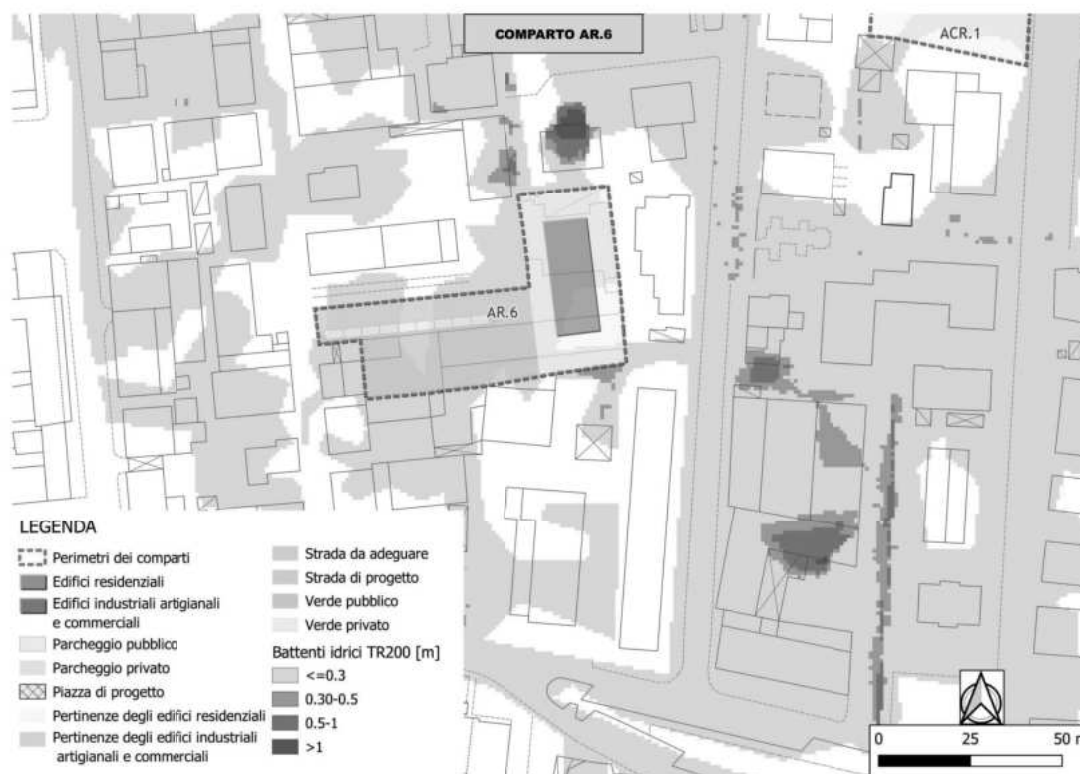 COMPARTO AR.6
ACR.1
AR.6
LEGENDA
Perimetri dei comparti
Edifici residenziali
Edifici industriali artigianali
e commerciali
Parcheggio pubblico
Parcheggio privato
Piazza di progetto
Pertinenze degli edifici residenziali
Pertinenze degli edifici industriali
artigianali e commerciali
Strada da adeguare
Strada di progetto
Verde pubblico
Verde privato
Battenti idrici TR200 [m]
<=0.3
0.30-0.5
0.5-1
>1
0 25 50 m